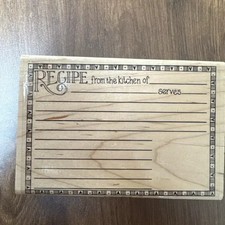 RECIPE from the kitchen of
serves